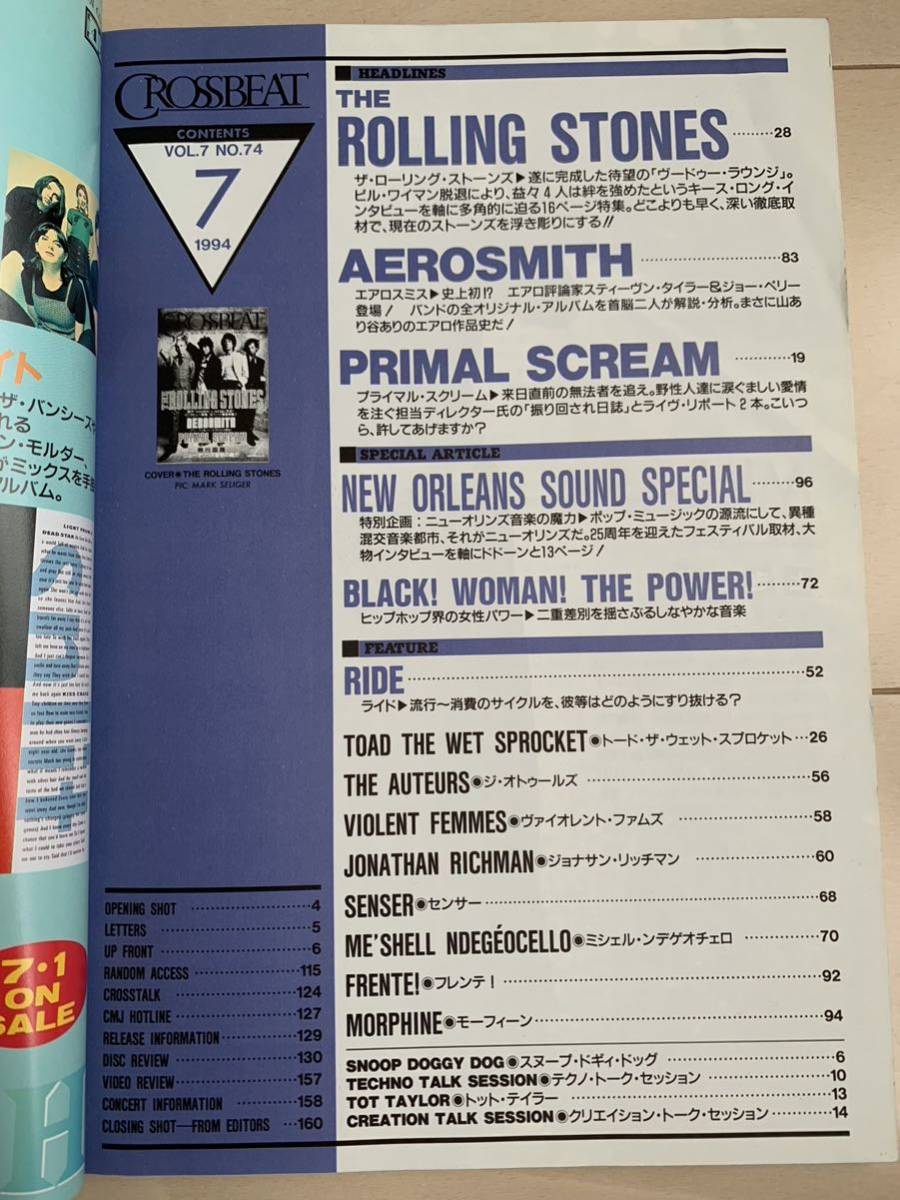 CROSSBEAT
CONTENTS
VOL.7 NO.74
7
1994
CROSSBEAT
THE ROLLING STONES
AEROSMITH
COVER◉THE ROLLING STONES
PIC: MARK SELIGER
OPENING SHOT ……4
LETTERS ……5
UP FRONT ……6
RANDOM ACCESS ……115
CROSSTALK ……124
CMJ HOTLINE ……127
RELEASE INFORMATION ……129
DISC REVIEW ……130
VIDEO REVIEW ……157
CONCERT INFORMATION ……158
CLOSING SHOT—FROM EDITORS …160
HEADLINES
THE
ROLLING STONES ……28
ザ・ローリング・ストーンズ▶遂に完成した待望の「ヴードゥー・ラウンジ」。
ビル・ワイマン脱退により、益々4人は絆を強めたというキース・ロング・イ
ンタビューを軸に多角的に迫る16ページ特集。どこよりも早く、深い徹底取
材で、現在のストーンズを浮き彫りにする!!
AEROSMITH ……83
エアロスミス▶史上初!? エアロ評論家スティーヴン・タイラー&ジョー・ペリー
登場! バンドの全オリジナル・アルバムを首脳二人が解説・分析。まさに山あ
り谷ありのエアロ作品史だ!
PRIMAL SCREAM ……19
プライマル・スクリーム▶来日直前の無法者を追え。野性人達に涙ぐましい愛情
を注ぐ担当ディレクター氏の「振り回され日誌」とライヴ・リポート2本。こいつ
ら、許してあげますか?
SPECIAL ARTICLE
NEW ORLEANS SOUND SPECIAL ……96
特別企画:ニューオリンズ音楽の魔力▶ポップ・ミュージックの源流にして、異種
混交音楽都市、それがニューオリンズだ。25周年を迎えたフェスティバル取材、大
物インタビューを軸にドドーンと13ページ!
BLACK! WOMAN! THE POWER! ……72
ヒップホップ界の女性パワー▶二重差別を揺さぶるしなやかな音楽
FEATURE
RIDE ……52
ライド▶流行〜消費のサイクルを、彼等はどのようにすり抜ける?
TOAD THE WET SPROCKET◉トード・ザ・ウェット・スプロケット …26
THE AUTEURS◉ジ・オトゥールズ ……56
VIOLENT FEMMES◉ヴァイオレント・ファムズ ……58
JONATHAN RICHMAN◉ジョナサン・リッチマン ……60
SENSER◉センサー ……68
ME'SHELL NDEGÉOCELLO◉ミシェル・ンデゲオチェロ ……70
FRENTE!◉フレンテ! ……92
MORPHINE◉モーフィーン ……94
SNOOP DOGGY DOG◉スヌープ・ドギィ・ドッグ ……6
TECHNO TALK SESSION◉テクノ・トーク・セッション ……10
TOT TAYLOR◉トット・テイラー ……13
CREATION TALK SESSION◉クリエイション・トーク・セッション ……14
イト
ザ・バンシーズ
れる
ン・モルダー、
がミックスを手
アルバム。
7・1
ON
SALE